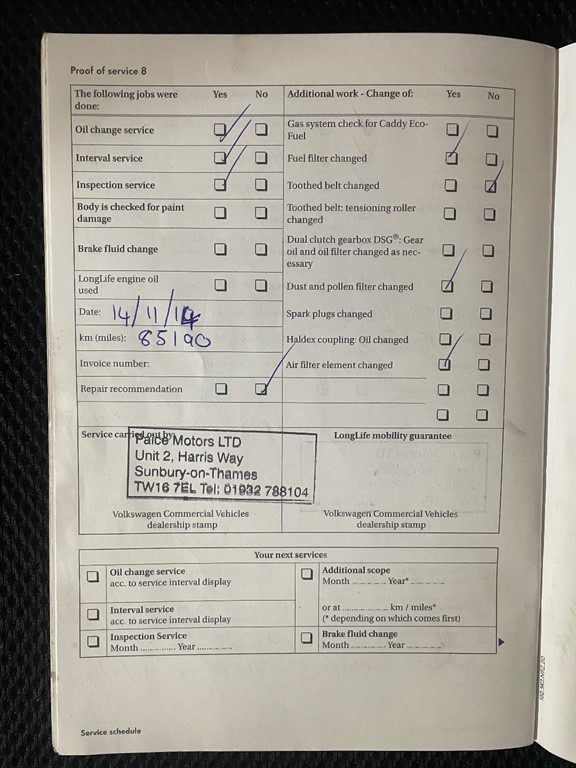 Proof of service 8
The following jobs were Yes No
done:
Oil change service
Interval service
Inspection service
Body is checked for paint
damage
Brake fluid change
LongLife engine oil
used
Date: 14/11/14
km (miles): 85190
Invoice number:
Repair recommendation
Additional work - Change of: Yes No
Gas system check for Caddy Eco-
Fuel
Fuel filter changed
Toothed belt changed
Toothed belt: tensioning roller
changed
Dual clutch gearbox DSG®: Gear
oil and oil filter changed as nec-
essary
Dust and pollen filter changed
Spark plugs changed
Haldex coupling: Oil changed
Air filter element changed
Service carried out by
Paice Motors LTD
Unit 2, Harris Way
Sunbury-on-Thames
TW16 7EL Tel: 01932 788104
Volkswagen Commercial Vehicles
dealership stamp
LongLife mobility guarantee
Volkswagen Commercial Vehicles
dealership stamp
Your next services
Oil change service
acc. to service interval display
Interval service
acc. to service interval display
Inspection Service
Month ............ Year ....................
Additional scope
Month ............ Year* ............
or at ................ km / miles*
(* depending on which comes first)
Brake fluid change
Month ............ Year ............
Service schedule